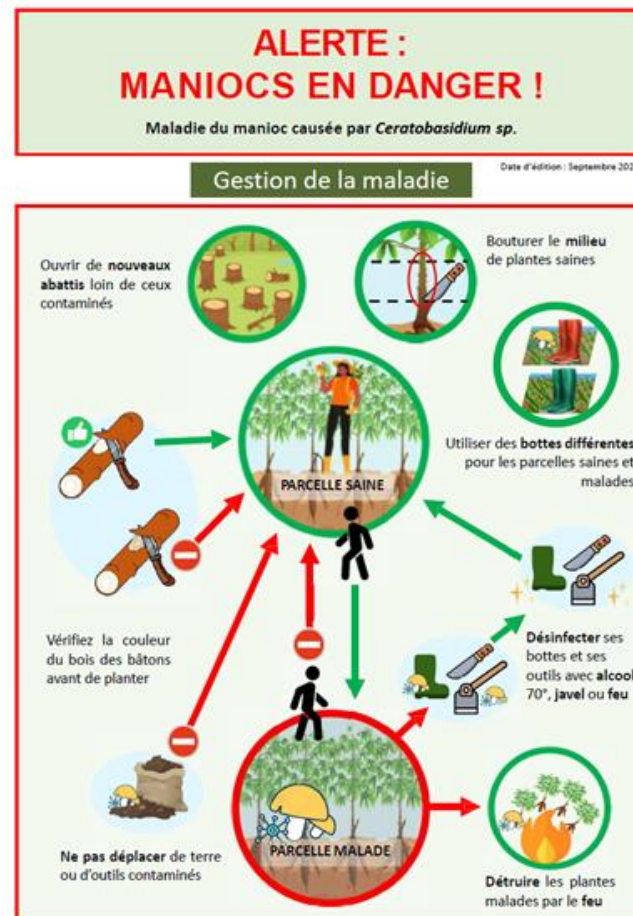 ALERTE :
MANIOCS EN DANGER !
Maladie du manioc causée par Ceratobasidium sp.
Date d'édition : Septembre 202
Gestion de la maladie
Ouvrir de nouveaux
abattis loin de ceux
contaminés
Bouturer le milieu
de plantes saines
Utiliser des bottes différentes
pour les parcelles saines et
malades
PARCELLE SAINE
Vérifiez la couleur
du bois des bâtons
avant de planter
Désinfecter ses
bottes et ses
outils avec alcool
70°, javel ou feu
Ne pas déplacer de terre
ou d'outils contaminés
PARCELLE MALADE
Détruire les plantes
malades par le feu